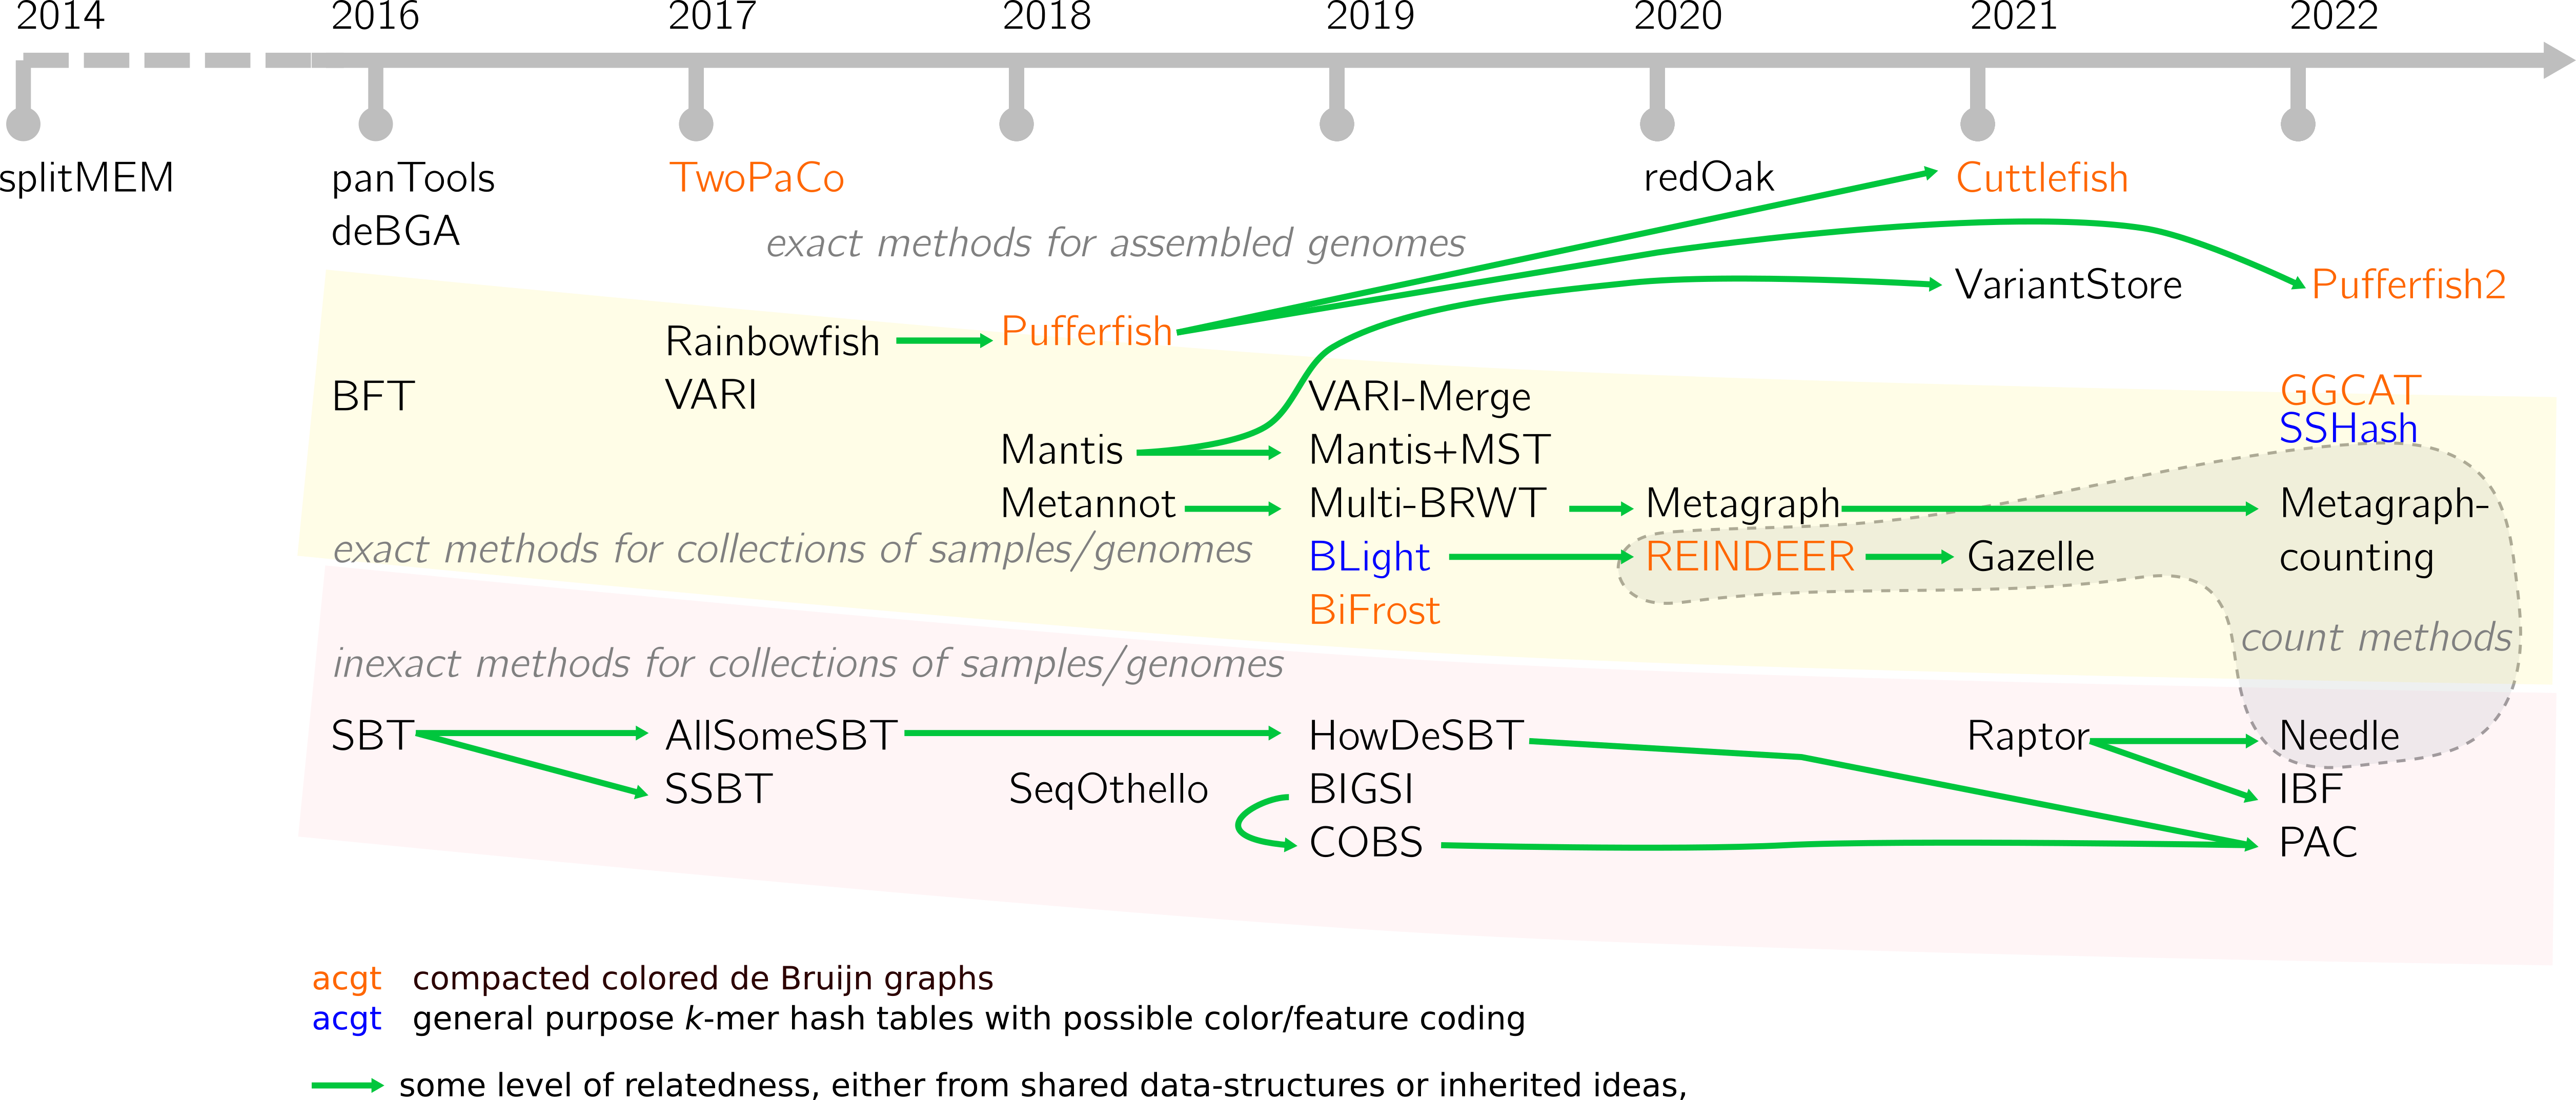 2014 2016 2017 2018 2019 2020 2021 2022
splitMEM panTools TwoPaCo redOak Cuttlefish
deBGA
exact methods for assembled genomes
VariantStore Pufferfish2
Rainbowfish Pufferfish
BFT VARI VARI-Merge GGCAT
SSHash
Mantis Mantis+MST
Metannot Multi-BRWT Metagraph Metagraph-
exact methods for collections of samples/genomes BLight REINDEER Gazelle counting
BiFrost
count methods
inexact methods for collections of samples/genomes
SBT AllSomeSBT HowDeSBT Raptor Needle
SSBT SeqOthello BIGSI IBF
COBS PAC
acgt compacted colored de Bruijn graphs
acgt general purpose k-mer hash tables with possible color/feature coding
some level of relatedness, either from shared data-structures or inherited ideas,